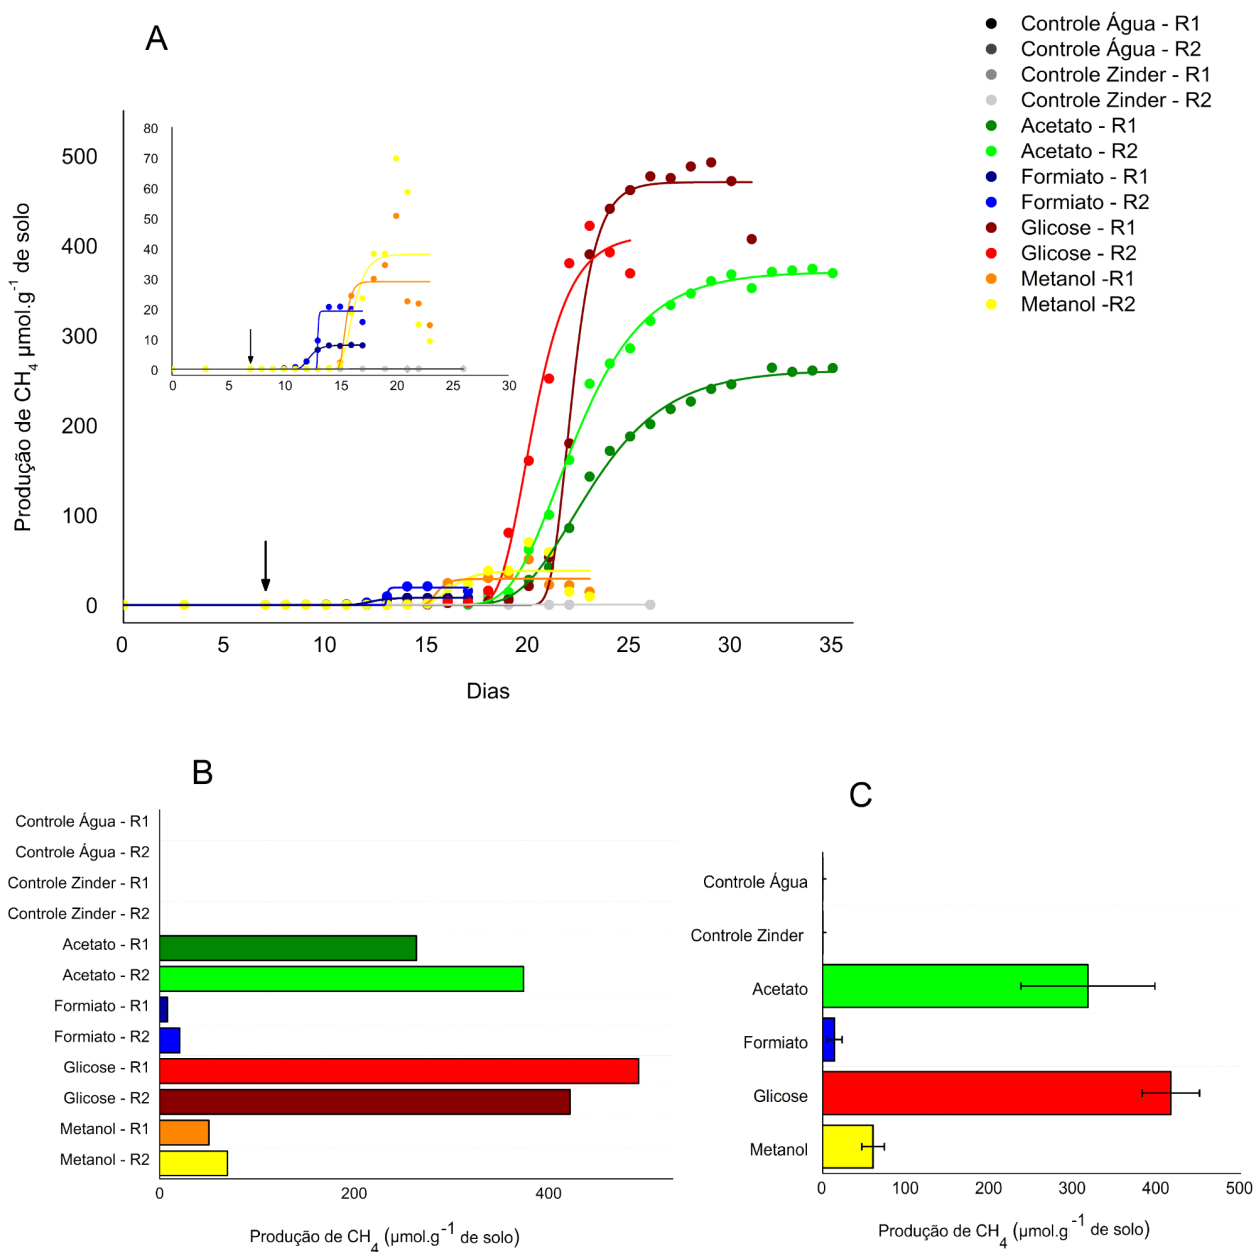 A
Controle Água - R1
Controle Água - R2
Controle Zinder - R1
Controle Zinder - R2
Acetato - R1
Acetato - R2
Formiato - R1
Formiato - R2
Glicose - R1
Glicose - R2
Metanol -R1
Metanol -R2
Produção de CH4 µmol.g-1 de solo
500
400
300
200
100
0
80
70
60
50
40
30
20
10
0
0 5 10 15 20 25 30
0 5 10 15 20 25 30 35
Dias
B
Controle Água - R1
Controle Água - R2
Controle Zinder - R1
Controle Zinder - R2
Acetato - R1
Acetato - R2
Formiato - R1
Formiato - R2
Glicose - R1
Glicose - R2
Metanol - R1
Metanol - R2
0 200 400
Produção de CH4 (µmol.g-1 de solo)
C
Controle Água
Controle Zinder
Acetato
Formiato
Glicose
Metanol
0 100 200 300 400 500
Produção de CH4 (µmol.g-1 de solo)